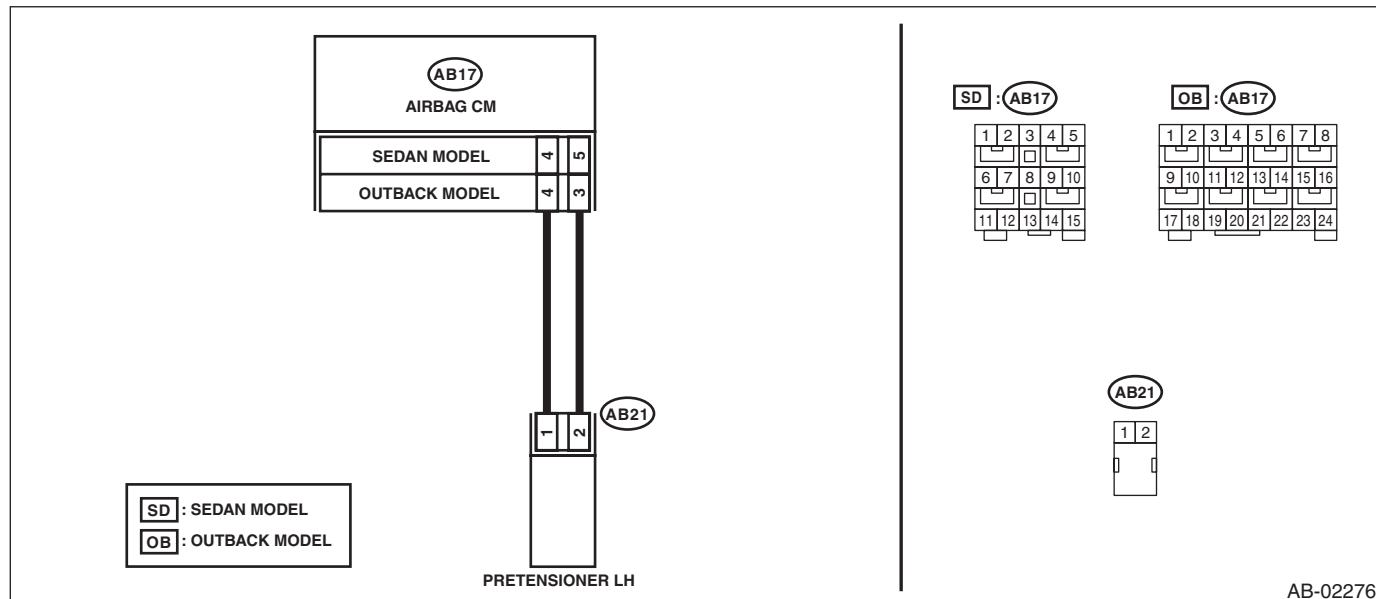 AB17
AIRBAG CM
SEDAN MODEL 4 5
OUTBACK MODEL 4 3
AB21
1 2
PRETENSIONER LH
SD : SEDAN MODEL
OB : OUTBACK MODEL
SD : AB17
1 2 3 4 5
6 7 8 9 10
11 12 13 14 15
OB : AB17
1 2 3 4 5 6 7 8
9 10 11 12 13 14 15 16
17 18 19 20 21 22 23 24
AB21
1 2
AB-02276